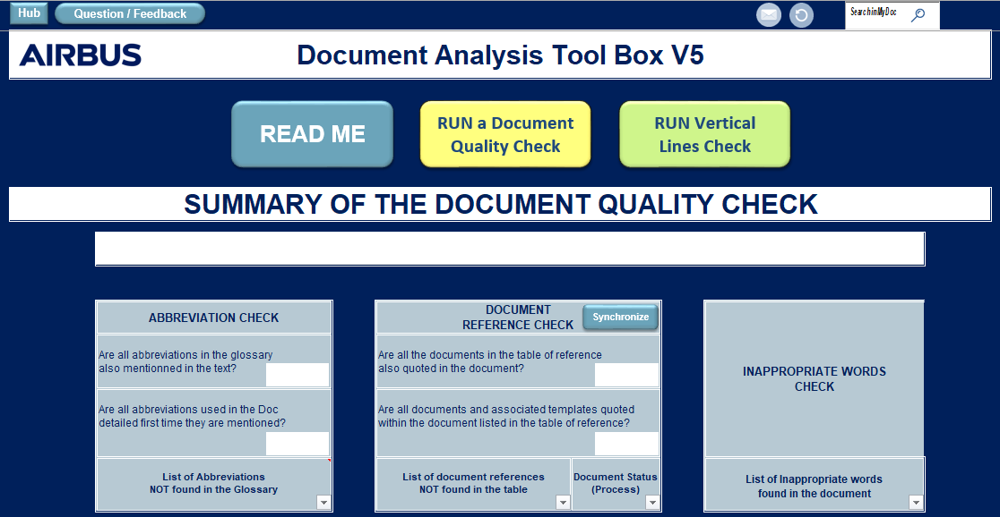 Hub
Question / Feedback
SearchinMyDoc
AIRBUS
Document Analysis Tool Box V5
READ ME
RUN a Document
Quality Check
RUN Vertical
Lines Check
SUMMARY OF THE DOCUMENT QUALITY CHECK
ABBREVIATION CHECK
Are all abbreviations in the glossary
also mentionned in the text?
Are all abbreviations used in the Doc
detailed first time they are mentioned?
List of Abbreviations
NOT found in the Glossary
DOCUMENT
REFERENCE CHECK
Synchronize
Are all the documents in the table of reference
also quoted in the document?
Are all documents and associated templates quoted
within the document listed in the table of reference?
List of document references
NOT found in the table
Document Status
(Process)
INAPPROPRIATE WORDS
CHECK
List of Inappropriate words
found in the document